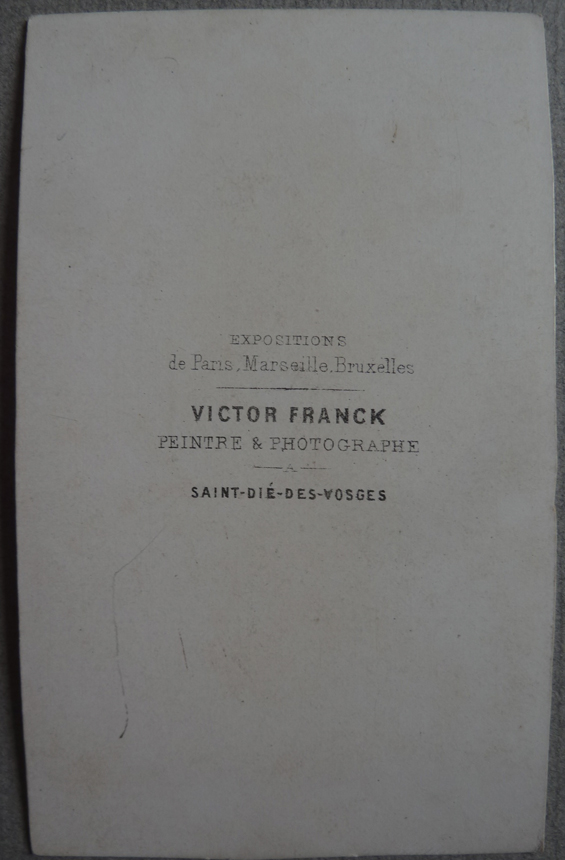 EXPOSITIONS
de Paris, Marseille, Bruxelles
VICTOR FRANCK
PEINTRE & PHOTOGRAPHE
A
SAINT-DIÉ-DES-VOSGES